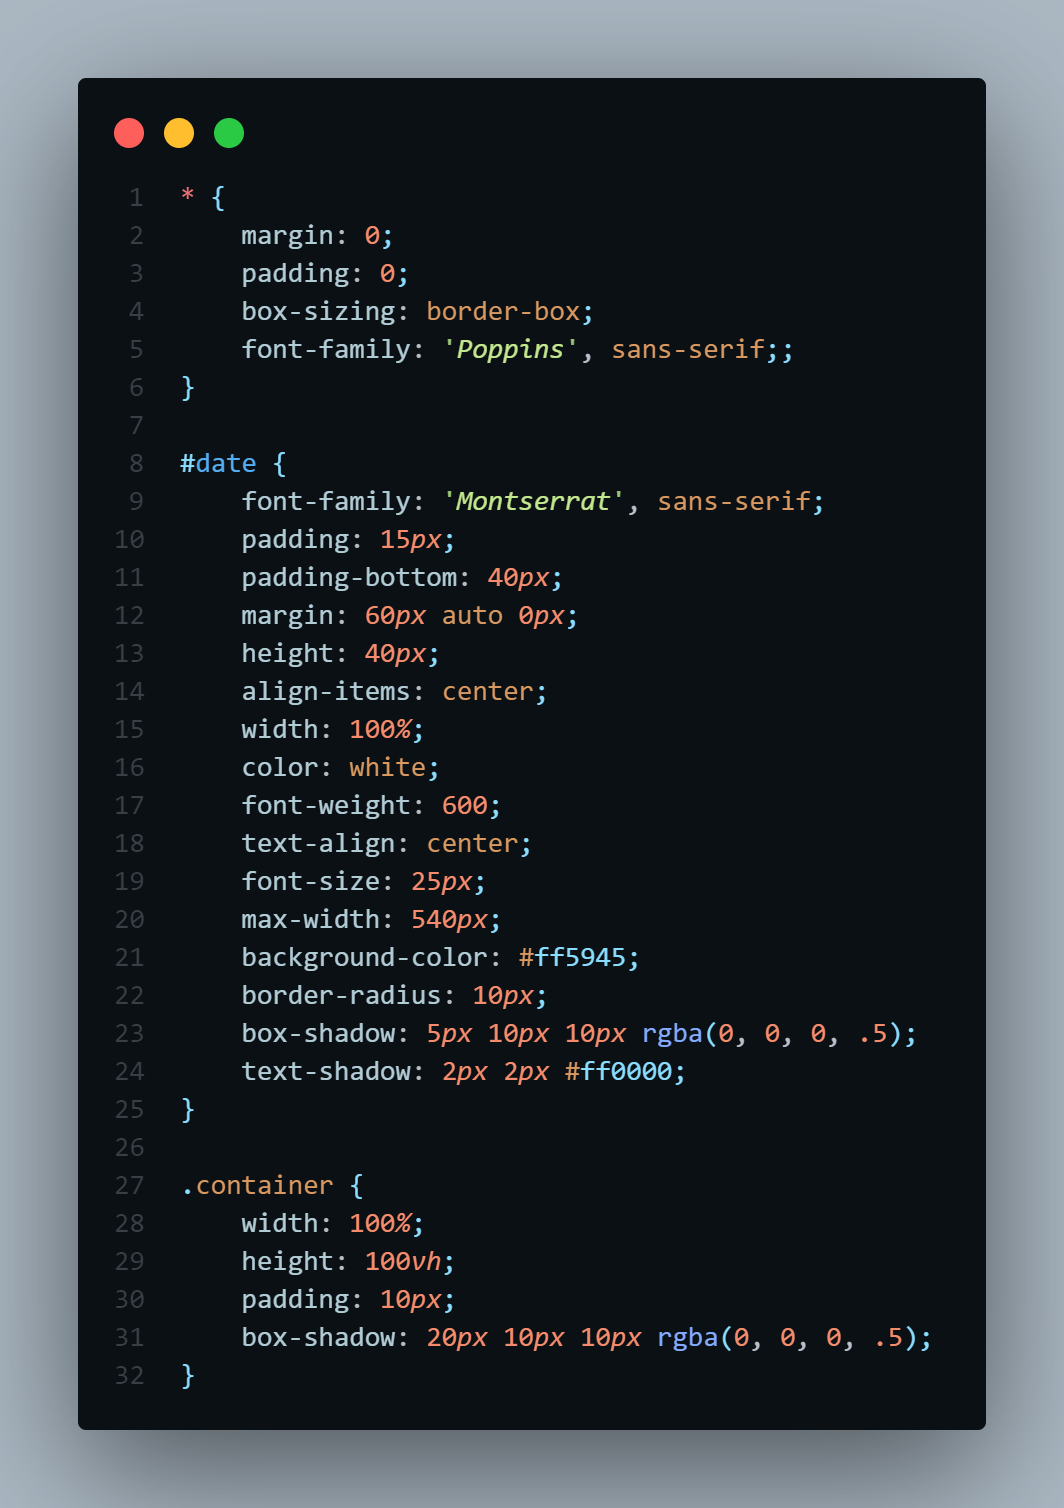 1 * {
2     margin: 0;
3     padding: 0;
4     box-sizing: border-box;
5     font-family: 'Poppins', sans-serif;;
6 }
7
8 #date {
9     font-family: 'Montserrat', sans-serif;
10     padding: 15px;
11     padding-bottom: 40px;
12     margin: 60px auto 0px;
13     height: 40px;
14     align-items: center;
15     width: 100%;
16     color: white;
17     font-weight: 600;
18     text-align: center;
19     font-size: 25px;
20     max-width: 540px;
21     background-color: #ff5945;
22     border-radius: 10px;
23     box-shadow: 5px 10px 10px rgba(0, 0, 0, .5);
24     text-shadow: 2px 2px #ff0000;
25 }
26
27 .container {
28     width: 100%;
29     height: 100vh;
30     padding: 10px;
31     box-shadow: 20px 10px 10px rgba(0, 0, 0, .5);
32 }